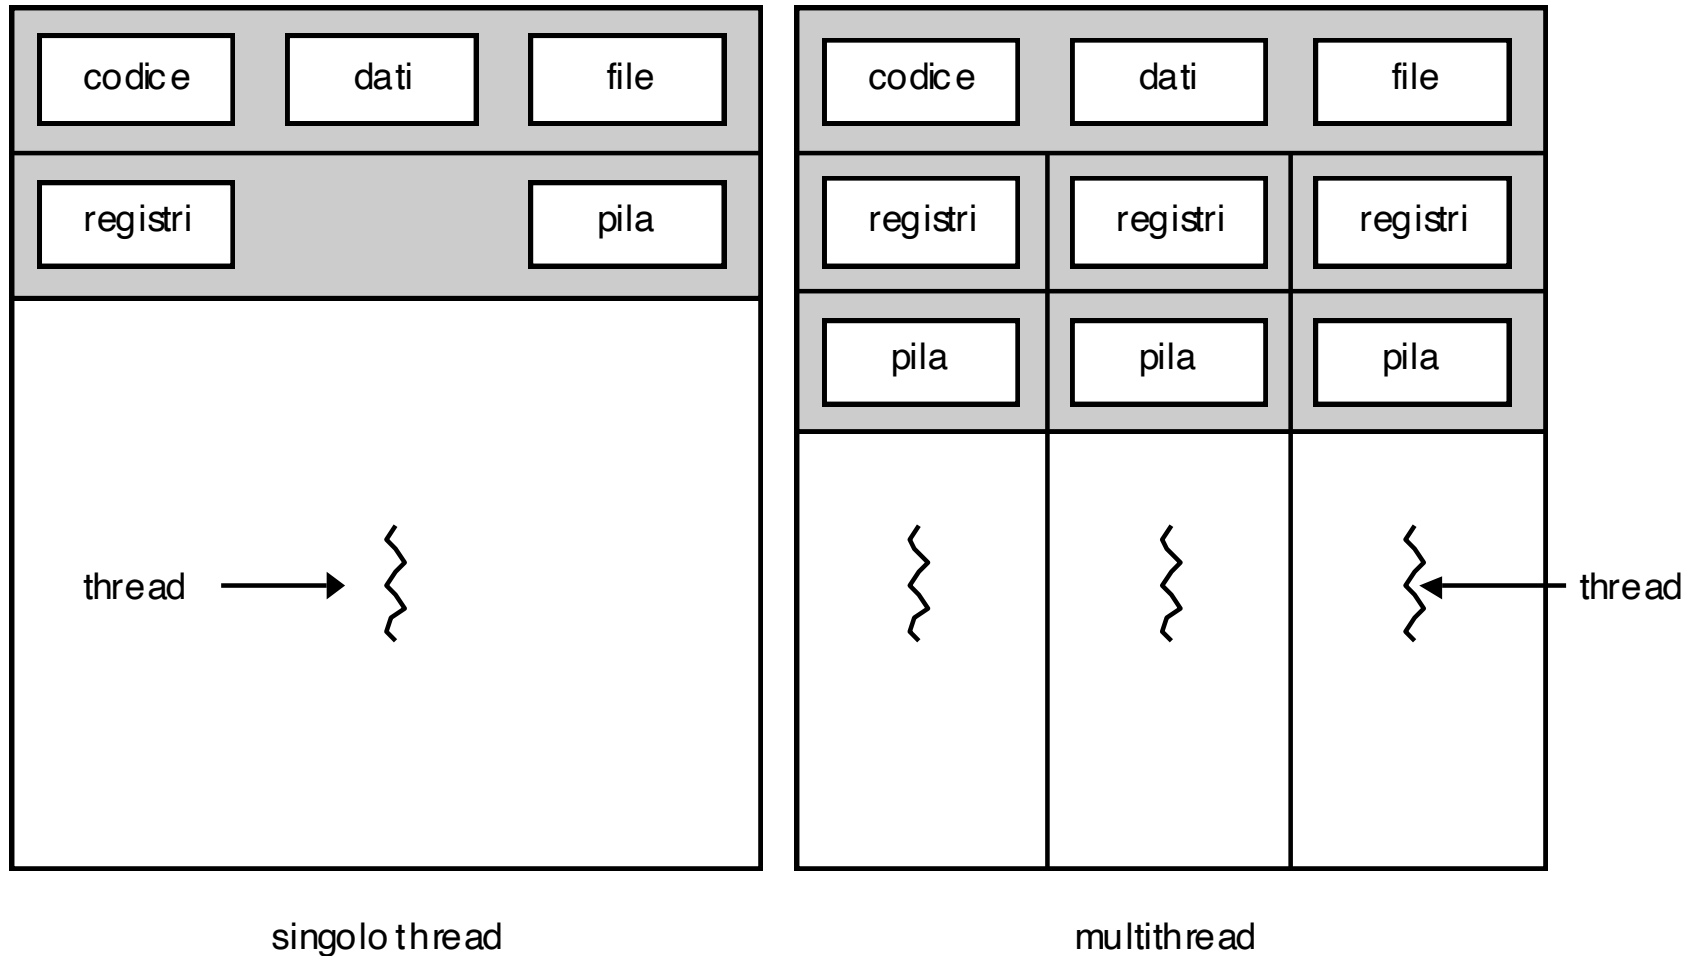 codice dati file
registri pila
thread
singolo thread
codice dati file
registri registri registri
pila pila pila
thread
multithread